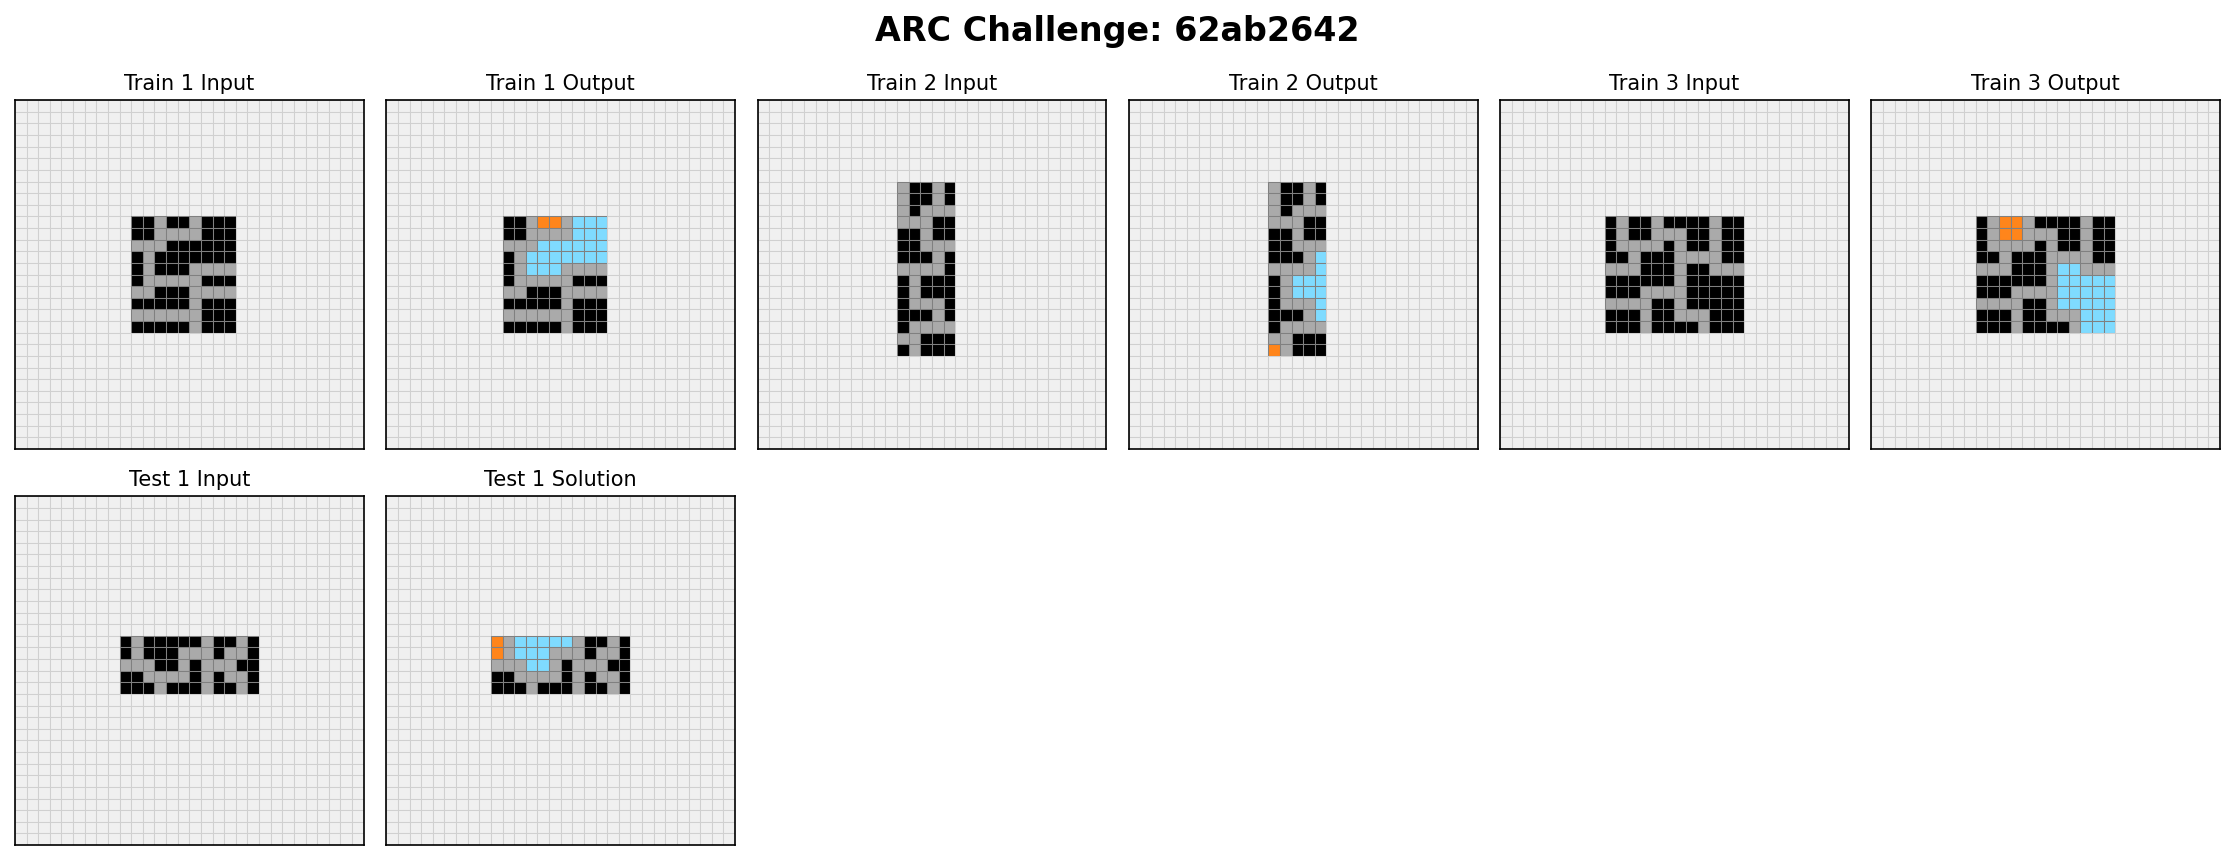 ARC Challenge: 62ab2642
Train 1 Input
Train 1 Output
Train 2 Input
Train 2 Output
Train 3 Input
Train 3 Output
Test 1 Input
Test 1 Solution